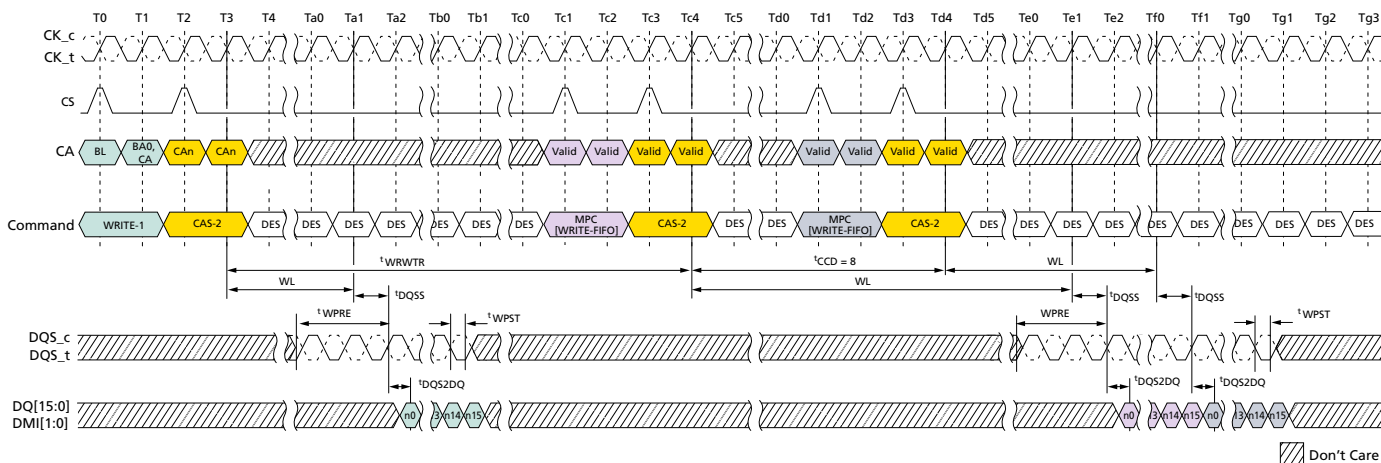 T0 T1 T2 T3 T4 Ta0 Ta1 Ta2 Tb0 Tb1 Tc0 Tc1 Tc2 Tc3 Tc4 Tc5 Td0 Td1 Td2 Td3 Td4 Td5 Te0 Te1 Te2 Tf0 Tf1 Tg0 Tg1 Tg2 Tg3
CK_c
CK_t
CS
CA BL BA0, CA CAn CAn Valid Valid Valid Valid Valid Valid Valid Valid
Command WRITE-1 CAS-2 DES DES DES DES DES DES DES MPC [WRITE-FIFO] CAS-2 DES DES MPC [WRITE-FIFO] CAS-2 DES DES DES DES DES DES DES DES DES DES
tWRWTR tCCD = 8 WL
WL WL
tDQSS tDQSS tDQSS
tWPRE tWPST WPRE tWPST
DQS_c
DQS_t
tDQS2DQ tDQS2DQ tDQS2DQ
DQ[15:0]
DMI[1:0]
n0 13 n14 n15 n0 13 n14 n15 n0 13 n14 n15
Don't Care